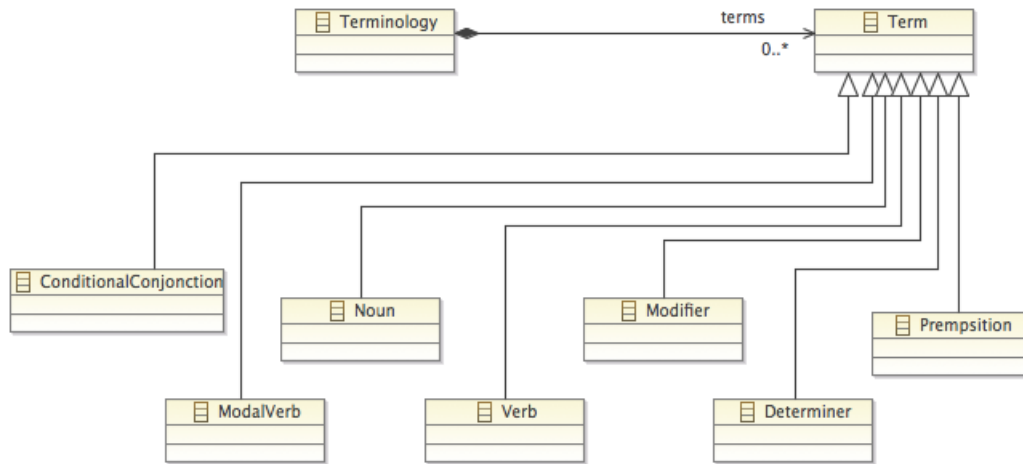 Terminology
terms
0..*
Term
ConditionalConjonction
Noun
Modifier
Prempsition
ModalVerb
Verb
Determiner